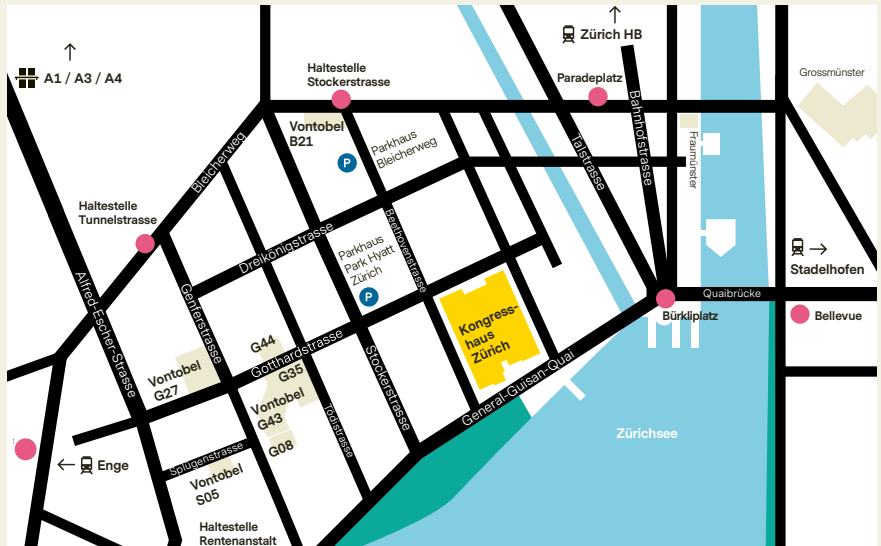 Zürich HB
A1 / A3 / A4
Haltestelle
Stockerstrasse
Paradeplatz
Grossmünster
Vontobel
B21
P
Parkhaus
Bleicherweg
Bleicherweg
Talstrasse
Bahnhofstrasse
Fraumünster
Haltestelle
Tunnelstrasse
Dreikönigstrasse
Beethovenstrasse
Parkhaus
Park Hyatt
Zürich
P
Stadelhofen
Alfred-Escher-Strasse
Genferstrasse
Quaibrücke
Bürkliplatz
Bellevue
Kongress-
haus
Zürich
G44
Gotthardstrasse
G35
Vontobel
G27
Vontobel
G43
G08
Stockerstrasse
Tödistrasse
General-Guisan-Quai
Zürichsee
Splügenstrasse
Enge
Vontobel
S05
Haltestelle
Rentenanstalt